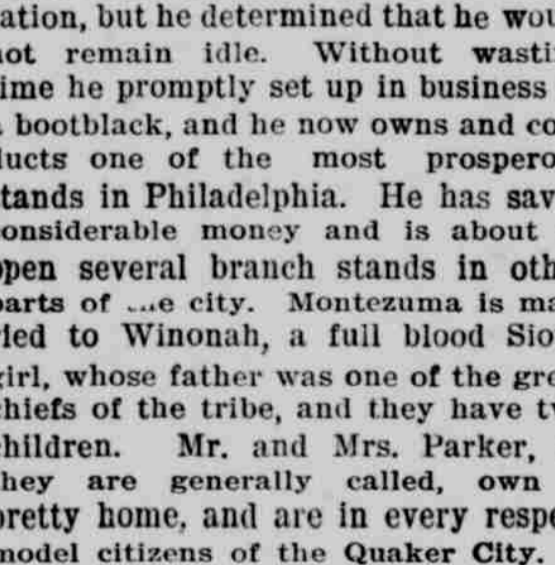 ation, but he determined that he wou
not remain idle. Without wasti
ime he promptly set up in business
bootblack, and he now owns and co
ducts one of the most prospero
tands in Philadelphia. He has sav
onsiderable money and is about
open several branch stands in oth
parts of city. Montezuma is ma
ried to Winonah, a full blood Sio
girl, whose father was one of the gre
chiefs of the tribe, and they have tw
children. Mr. and Mrs. Parker,
hey are generally called, own
pretty home, and are in every respe
model citizens of the Quaker City.